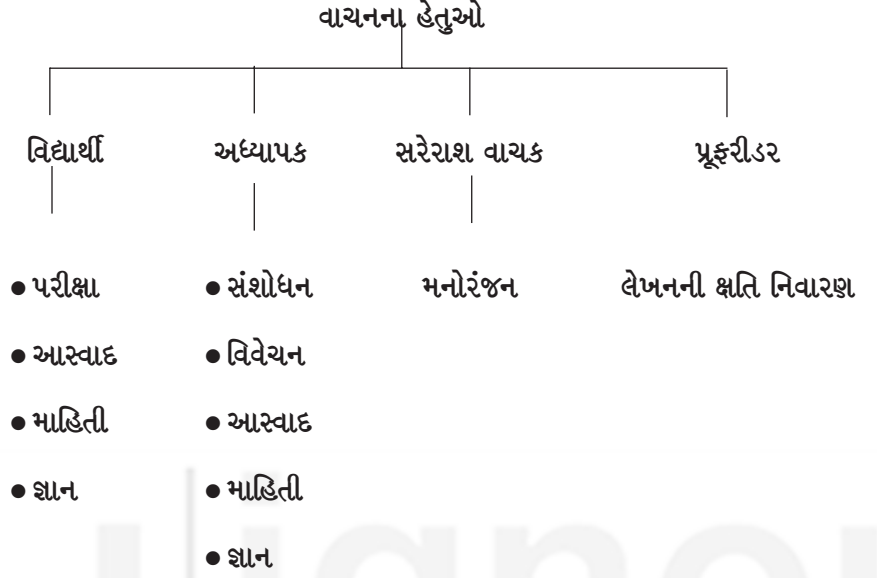 વાચનના હેતુઓ
વિદ્યાર્થી અધ્યાપક સરેરાશ વાચક પ્રૂફરીડર
● પરીક્ષા ● સંશોધન મનોરંજન લેખનની ક્ષતિ નિવારણ
● આસ્વાદ ● વિવેચન
● માહિતી ● આસ્વાદ
● જ્ઞાન ● માહિતી
● જ્ઞાન